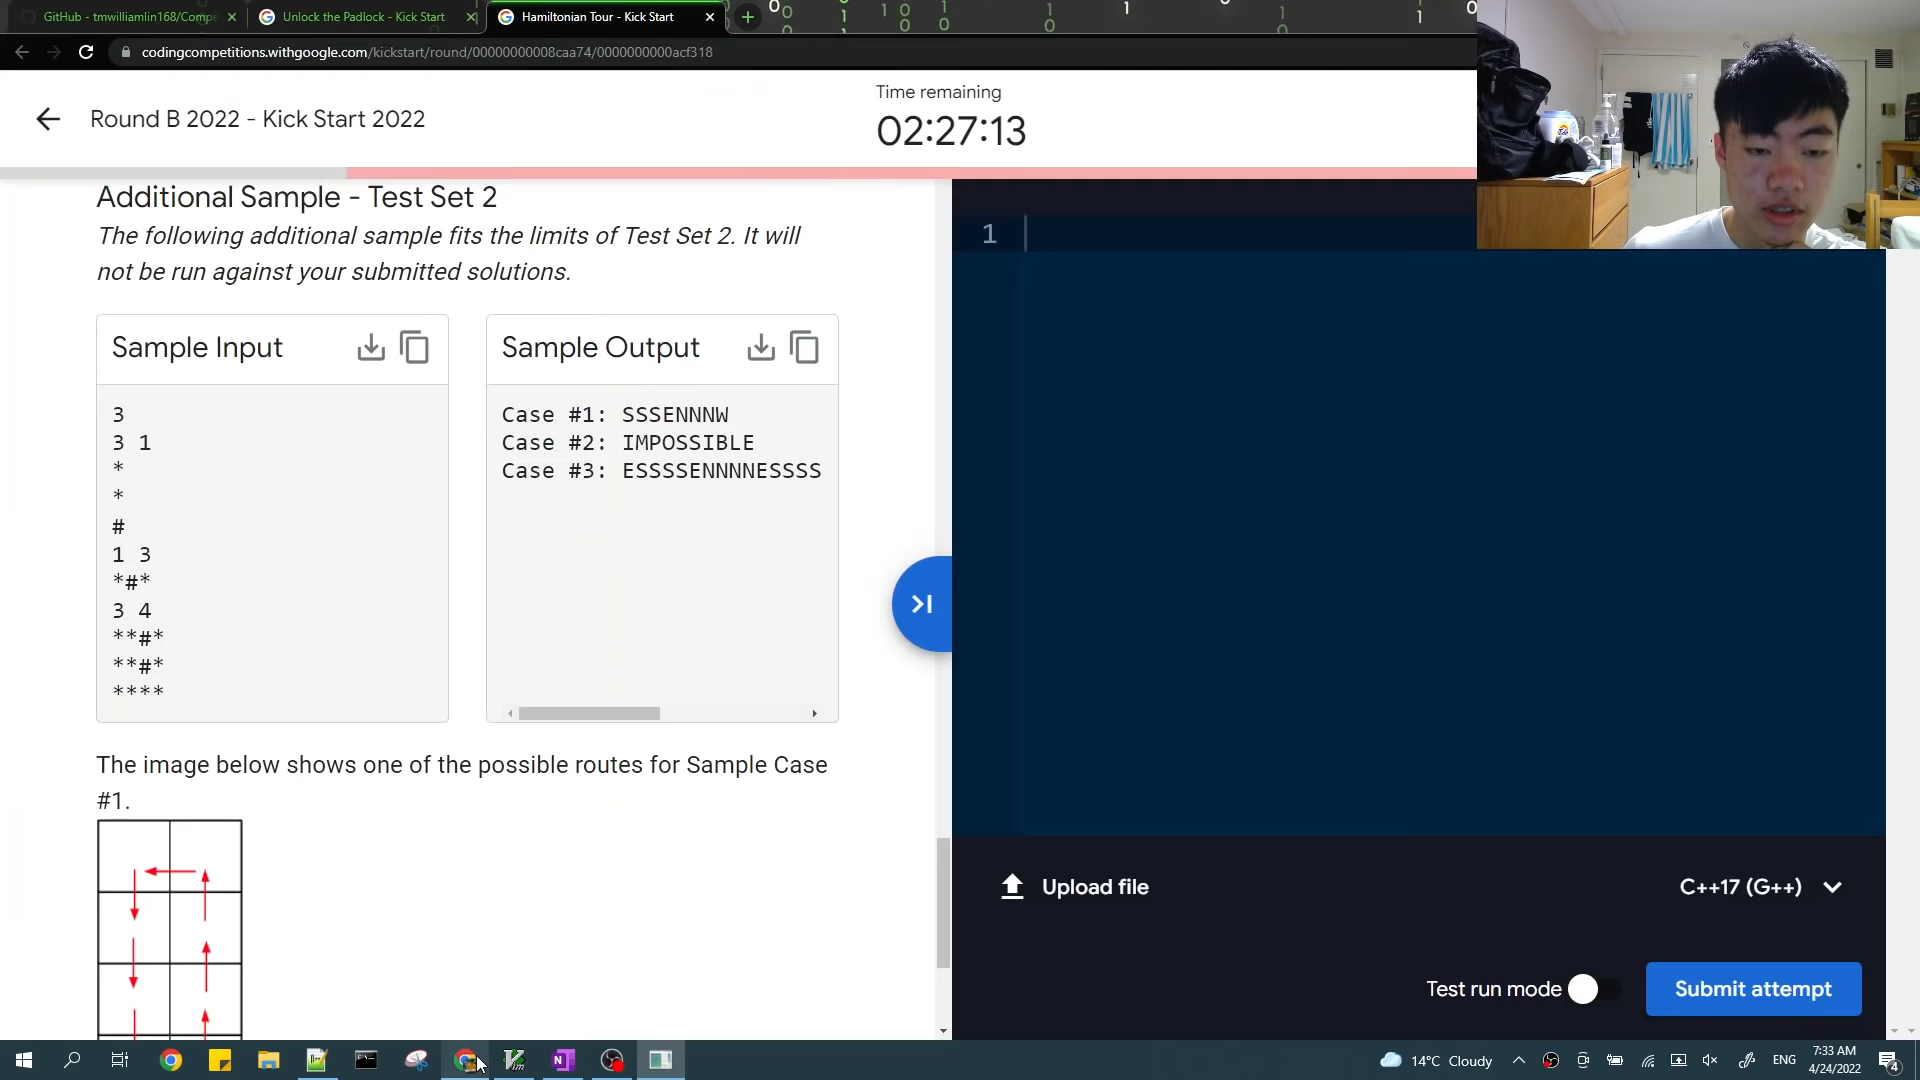 GitHub - tmwilliamlin168/Compe
Unlock the Padlock - Kick Start
Hamiltonian Tour - Kick Start
codingcompetitions.withgoogle.com/kickstart/round/00000000008caa74/0000000000acf318
Round B 2022 - Kick Start 2022
Time remaining
02:27:13
Additional Sample - Test Set 2
The following additional sample fits the limits of Test Set 2. It will
not be run against your submitted solutions.
Sample Input
3
3 1
*
*
#
1 3
*#*
3 4
**#*
**#*
****
Sample Output
Case #1: SSSENNNW
Case #2: IMPOSSIBLE
Case #3: ESSSSENNNNESSSS
The image below shows one of the possible routes for Sample Case
#1.
1
Upload file
C++17 (G++)
Test run mode
Submit attempt
14°C Cloudy
ENG
7:33 AM
4/24/2022
4